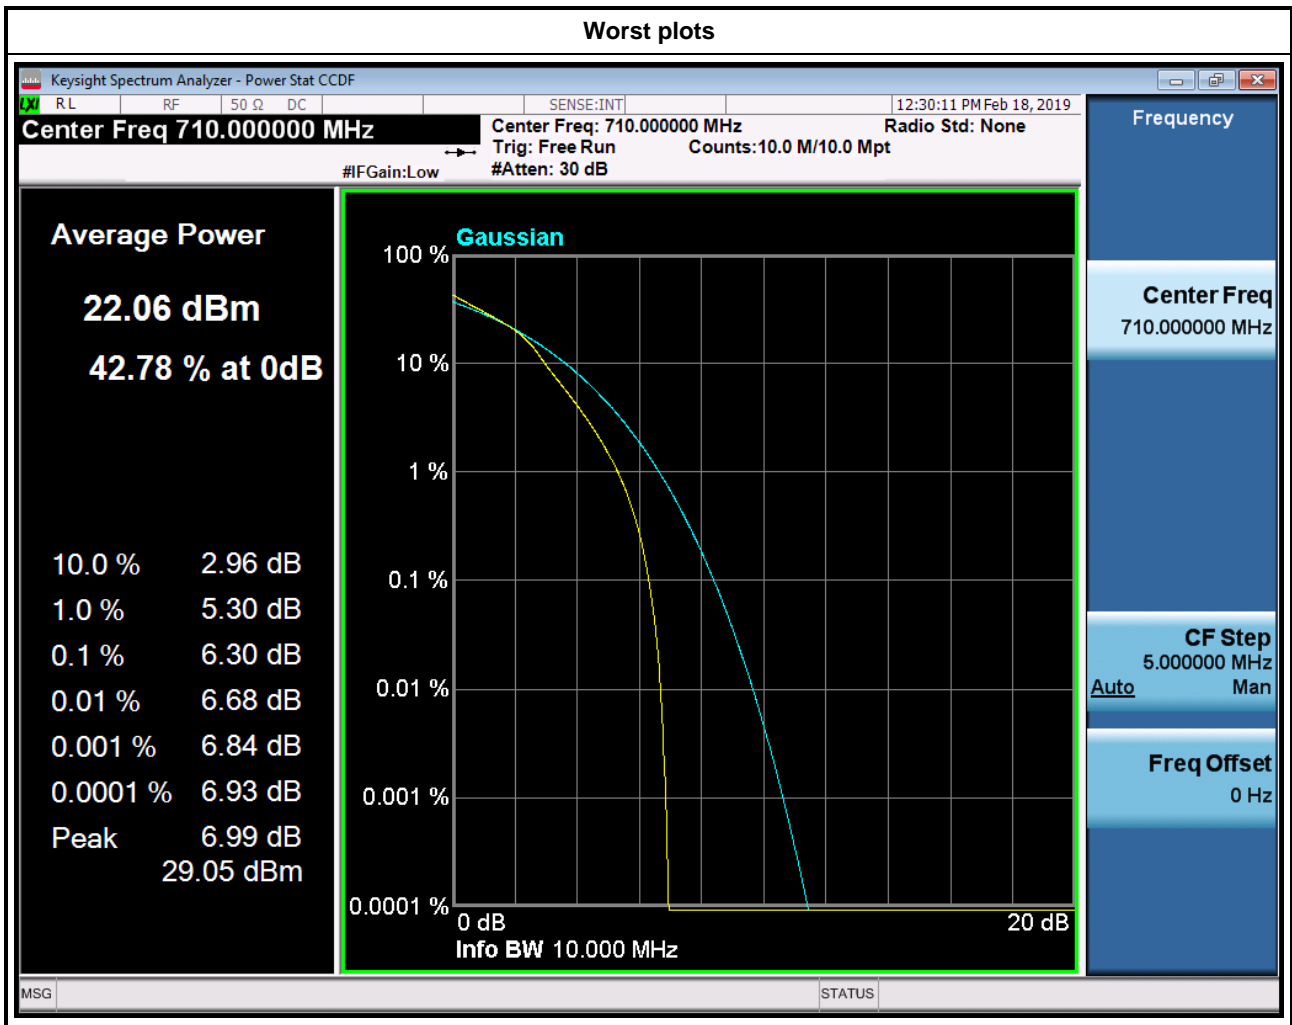 Worst plots
Keysight Spectrum Analyzer - Power Stat CCDF
LXI RL RF 50 Ω DC SENSE:INT 12:30:11 PM Feb 18, 2019
Center Freq 710.000000 MHz
#IFGain:Low
Center Freq: 710.000000 MHz Radio Std: None
Trig: Free Run Counts:10.0 M/10.0 Mpt
#Atten: 30 dB
Average Power
22.06 dBm
42.78 % at 0dB
10.0 % 2.96 dB
1.0 % 5.30 dB
0.1 % 6.30 dB
0.01 % 6.68 dB
0.001 % 6.84 dB
0.0001 % 6.93 dB
Peak 6.99 dB
29.05 dBm
Gaussian
100 %
10 %
1 %
0.1 %
0.01 %
0.001 %
0.0001 %
0 dB 20 dB
Info BW 10.000 MHz
Frequency
Center Freq
710.000000 MHz
CF Step
5.000000 MHz
Auto Man
Freq Offset
0 Hz
MSG STATUS